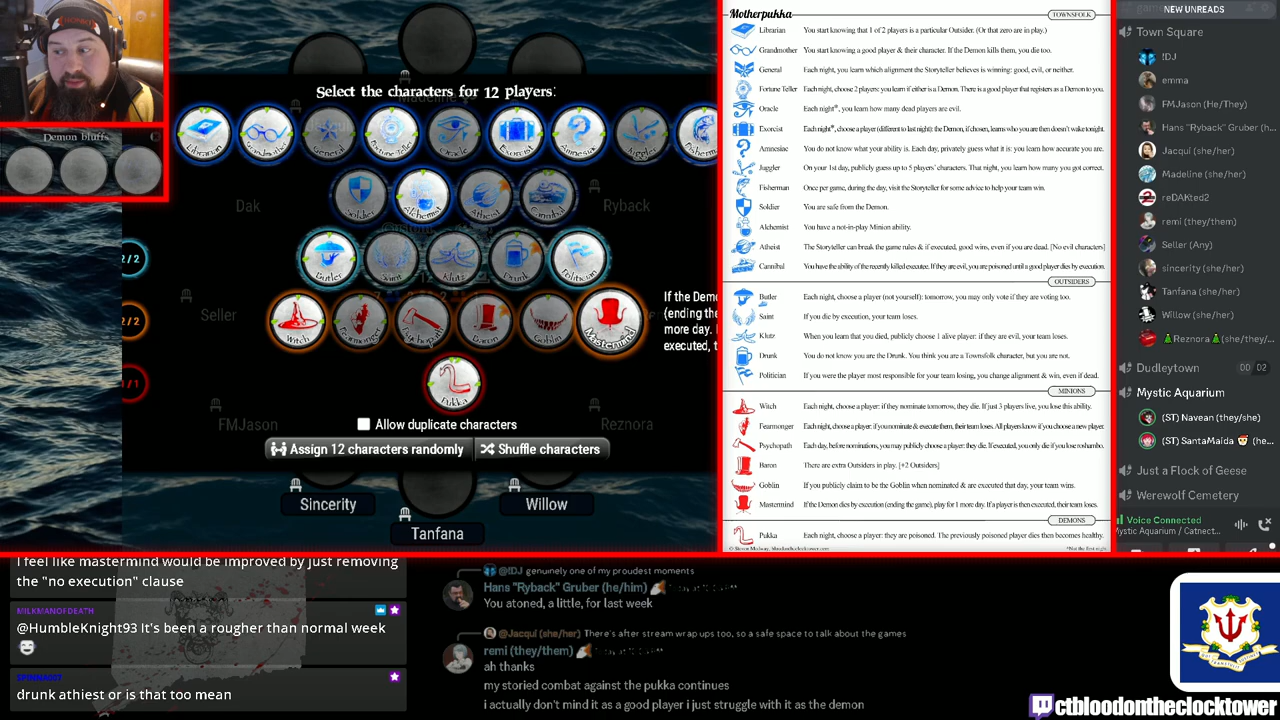 Demon bluffs
Select the characters for 12 players:
Librarian
Grandmother
Fortune Teller
Oracle
Exorcist
Amnesiac
Juggler
Soldier
Alchemist
Atheist
Cannibal
Butler
Saint
Klutz
Drunk
Politician
Witch
Fearmonger
Psychopath
Baron
Goblin
Mastermind
Pukka
Dak
Ryback
Seller
FMJason
Reznora
2/2
2/2
1/1
If the Demo
(ending the
more day. I
executed, t
Allow duplicate characters
Assign 12 characters randomly
Shuffle characters
Sincerity
Willow
Tanfana
Motherpukka
TOWNSFOLK
Librarian You start knowing that 1 of 2 players is a particular Outsider. (Or that zero are in play.)
Grandmother You start knowing a good player & their character. If the Demon kills them, you die too.
General Each night, you learn which alignment the Storyteller believes is winning: good, evil, or neither.
Fortune Teller Each night, choose 2 players: you learn if either is a Demon. There is a good player that registers as a Demon to you.
Oracle Each night*, you learn how many dead players are evil.
Exorcist Each night*, choose a player (different to last night): the Demon, if chosen, learns who you are then doesn't wake tonight.
Amnesiac You do not know what your ability is. Each day, privately guess what it is: you learn how accurate you are.
Juggler On your 1st day, publicly guess up to 5 players' characters. That night, you learn how many you got correct.
Fisherman Once per game, during the day, visit the Storyteller for some advice to help your team win.
Soldier You are safe from the Demon.
Alchemist You have a not-in-play Minion ability.
Atheist The Storyteller can break the game rules & if executed, good wins, even if you are dead. [No evil characters]
Cannibal You have the ability of the recently killed executee. If they are evil, you are poisoned until a good player dies by execution.
OUTSIDERS
Butler Each night, choose a player (not yourself): tomorrow, you may only vote if they are voting too.
Saint If you die by execution, your team loses.
Klutz When you learn that you died, publicly choose 1 alive player: if they are evil, your team loses.
Drunk You do not know you are the Drunk. You think you are a Townsfolk character, but you are not.
Politician If you were the player most responsible for your team losing, you change alignment & win, even if dead.
MINIONS
Witch Each night, choose a player: if they nominate tomorrow, they die. If just 3 players live, you lose this ability.
Fearmonger Each night, choose a player: if you nominate & execute them, their team loses. All players know if you choose a new player.
Psychopath Each day, before nominations, you may publicly choose a player: they die. If executed, you only die if you lose roshambo.
Baron There are extra Outsiders in play. [+2 Outsiders]
Goblin If you publicly claim to be the Goblin when nominated & are executed that day, your team wins.
Mastermind If the Demon dies by execution (ending the game), play for 1 more day. If a player is then executed, their team loses.
DEMONS
Pukka Each night, choose a player: they are poisoned. The previously poisoned player dies then becomes healthy.
*Not the first night
NEW UNREADS
Town Square
!DJ
emma
FMJason (He/They)
Hans "Ryback" Gruber (h...
Jacqui (she/her)
Madeline (she/her)
reDAKted2
remi (they/them)
Seller (Any)
sincerity (she/her)
Tanfana (she/her)
Willow (she/her)
Reznora (she/they/...
Dudleytown
00 02
Mystic Aquarium
(ST) Navean (they/she)
(ST) SantaMaida (he...
Just a Flock of Geese
Werevolf Cemetery
Voice Connected
Mystic Aquarium / Catnect...
I feel like mastermind would be improved by just removing
the "no execution" clause
MILKMANOFDEATH
@HumbleKnight93 It's been a rougher than normal week
drunk athiest or is that too mean
@!DJ genuinely one of my proudest moments
Hans "Ryback" Gruber (he/him)
You atoned, a little, for last week
@Jacqui (she/her) There's after stream wrap ups too, so a safe space to talk about the games
remi (they/them)
ah thanks
my storied combat against the pukka continues
i actually don't mind it as a good player i just struggle with it as the demon
ctbloodontheclocktower